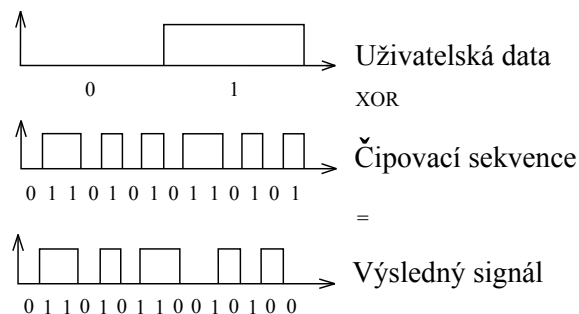 Uživatelská data
0 1
XOR
Čipovací sekvence
0 1 1 0 1 0 1 0 1 1 0 1 0 1
=
Výsledný signál
0 1 1 0 1 0 1 1 0 0 1 0 1 0 0